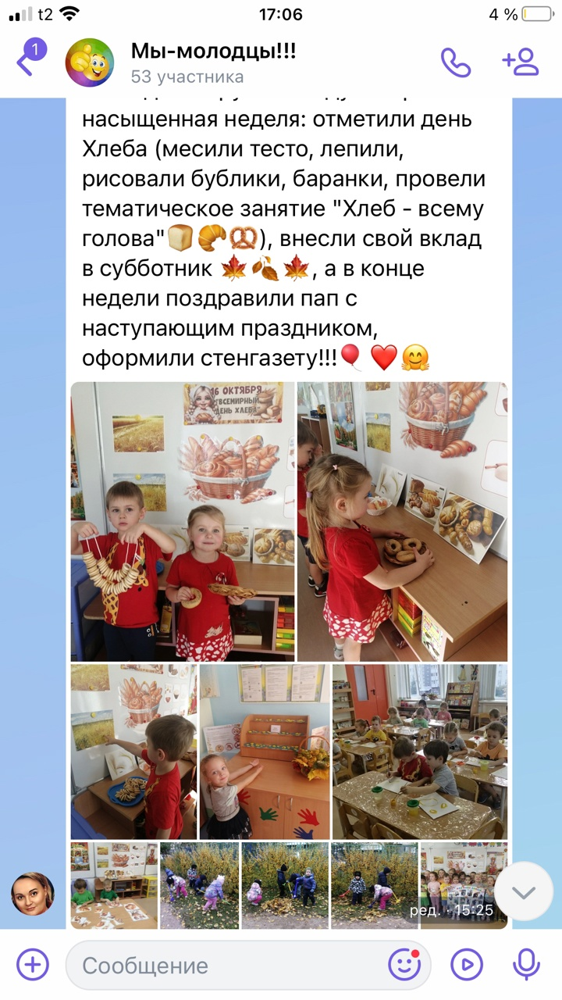 t2
17:06
4 %
1
Мы-молодцы!!!
53 участника
насыщенная неделя: отметили день
Хлеба (месили тесто, лепили,
рисовали бублики, баранки, провели
тематическое занятие "Хлеб - всему
голова"🍞🥐🥨), внесли свой вклад
в субботник 🍁🍂🍁, а в конце
недели поздравили пап с
наступающим праздником,
оформили стенгазету!!!🎈 ❤️ 🤗
16 ОКТЯБРЯ
"ВСЕМИРНЫЙ
ДЕНЬ ХЛЕБА"
ред. · 15:25
Сообщение